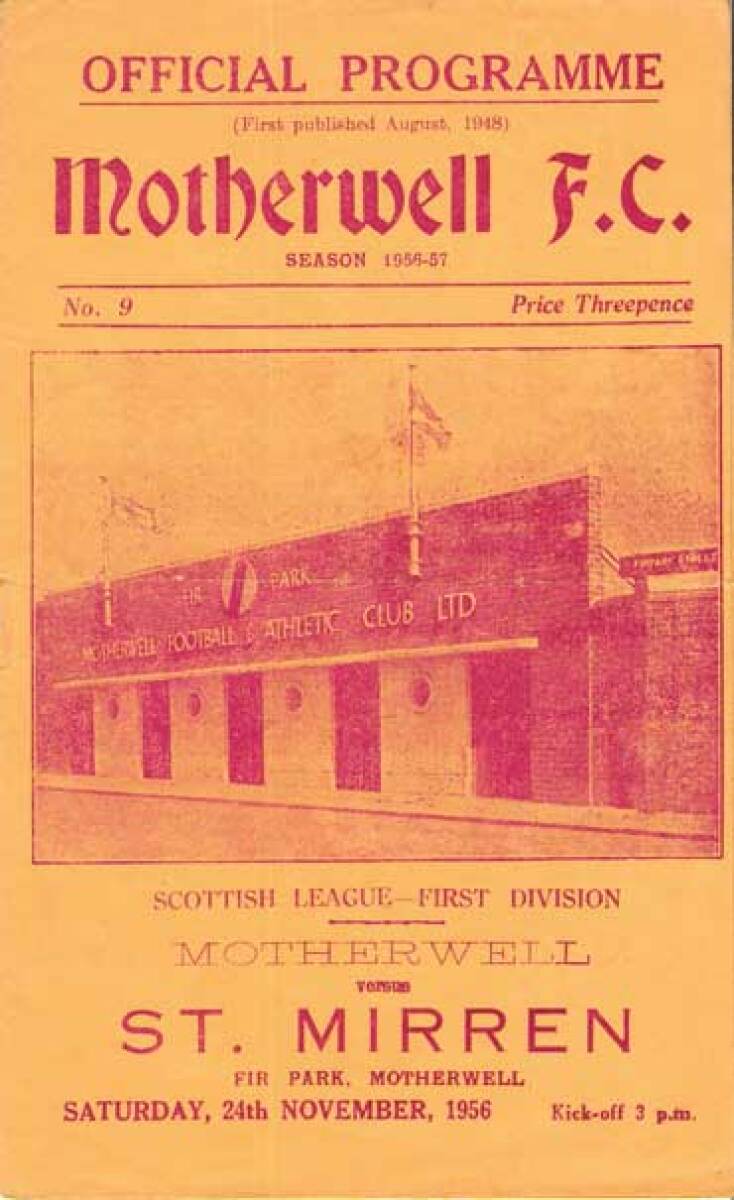 OFFICIAL PROGRAMME
(First published August, 1948)
Motherwell F.C.
SEASON 1956-57
No. 9 Price Threepence
FIR PARK
MOTHERWELL FOOTBALL & ATHLETIC CLUB LTD
SCOTTISH LEAGUE—FIRST DIVISION
MOTHERWELL
versus
ST. MIRREN
FIR PARK, MOTHERWELL
SATURDAY, 24th NOVEMBER, 1956 Kick-off 3 p.m.